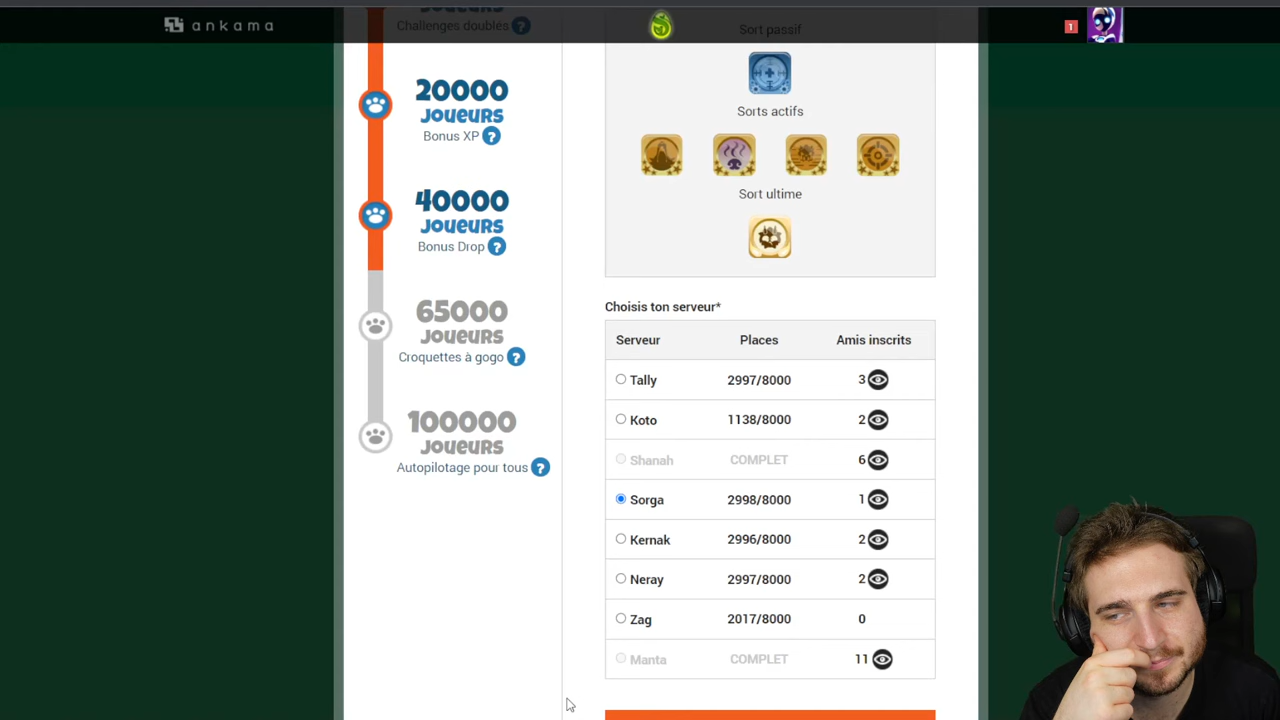 ankama
1
Challenges doublés ?
20000
JOUEURS
Bonus XP ?
40000
JOUEURS
Bonus Drop ?
65000
JOUEURS
Croquettes à gogo ?
100000
JOUEURS
Autopilotage pour tous ?
Sort passif
Sorts actifs
Sort ultime
Choisis ton serveur*
Serveur Places Amis inscrits
Tally 2997/8000 3
Koto 1138/8000 2
Shanah COMPLET 6
Sorga 2998/8000 1
Kernak 2996/8000 2
Neray 2997/8000 2
Zag 2017/8000 0
Manta COMPLET 11